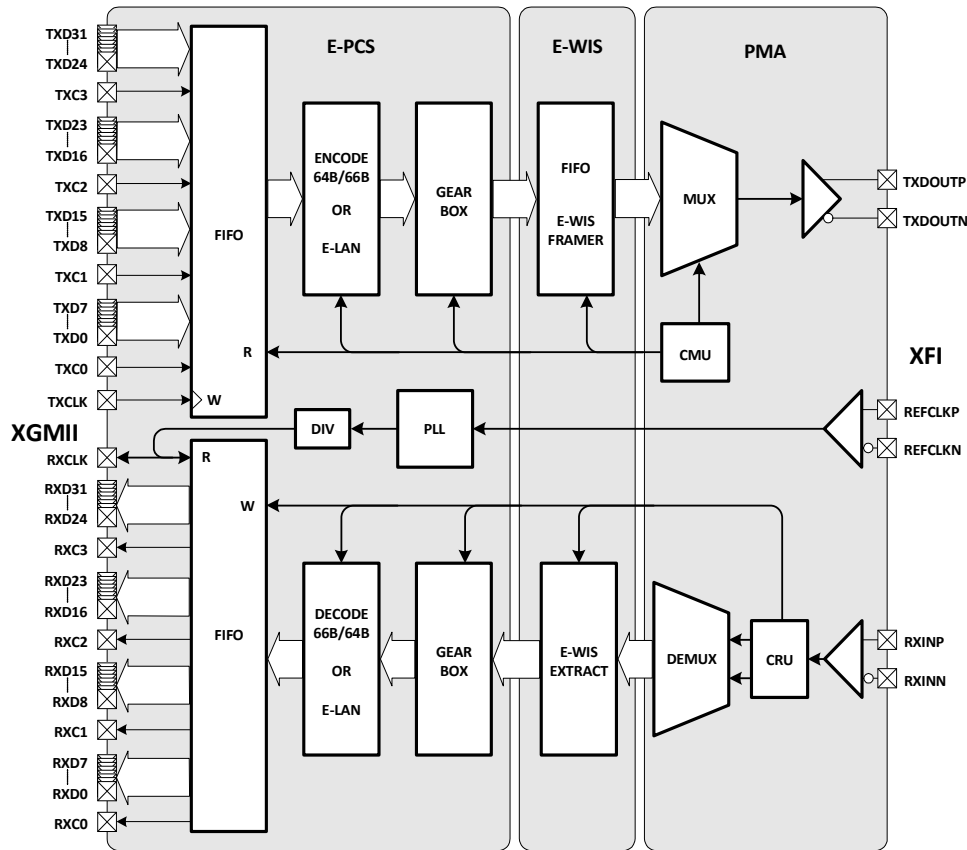 E-PCS
E-WIS
PMA
TXD31
TXD24
TXC3
TXD23
TXD16
TXC2
TXD15
TXD8
TXC1
TXD7
TXD0
TXC0
TXCLK
FIFO
R
W
ENCODE
64B/66B
OR
E-LAN
GEAR
BOX
FIFO
E-WIS
FRAMER
MUX
CMU
TXDOUTP
TXDOUTN
XFI
XGMII
DIV
PLL
REFCLKP
REFCLKN
RXCLK
RXD31
RXD24
RXC3
RXD23
RXD16
RXC2
RXD15
RXD8
RXC1
RXD7
RXD0
RXC0
R
W
FIFO
DECODE
66B/64B
OR
E-LAN
GEAR
BOX
E-WIS
EXTRACT
DEMUX
CRU
RXINP
RXINN